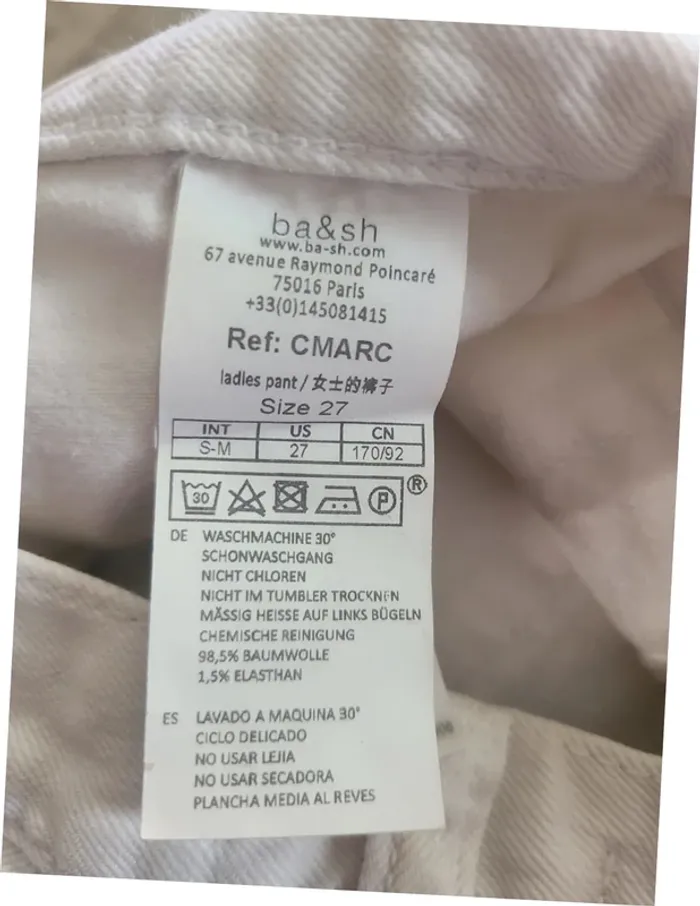 ba&sh
www.ba-sh.com
67 avenue Raymond Poincaré
75016 Paris
+33(0)145081415
Ref: CMARC
ladies pant / 女士的裤子
Size 27
INT US CN
S-M 27 170/92
30 P ®
DE WASCHMACHINE 30°
SCHONWASCHGANG
NICHT CHLOREN
NICHT IM TUMBLER TROCKNEN
MÄSSIG HEISSE AUF LINKS BÜGELN
CHEMISCHE REINIGUNG
98,5% BAUMWOLLE
1,5% ELASTHAN
ES LAVADO A MAQUINA 30°
CICLO DELICADO
NO USAR LEJIA
NO USAR SECADORA
PLANCHA MEDIA AL REVES